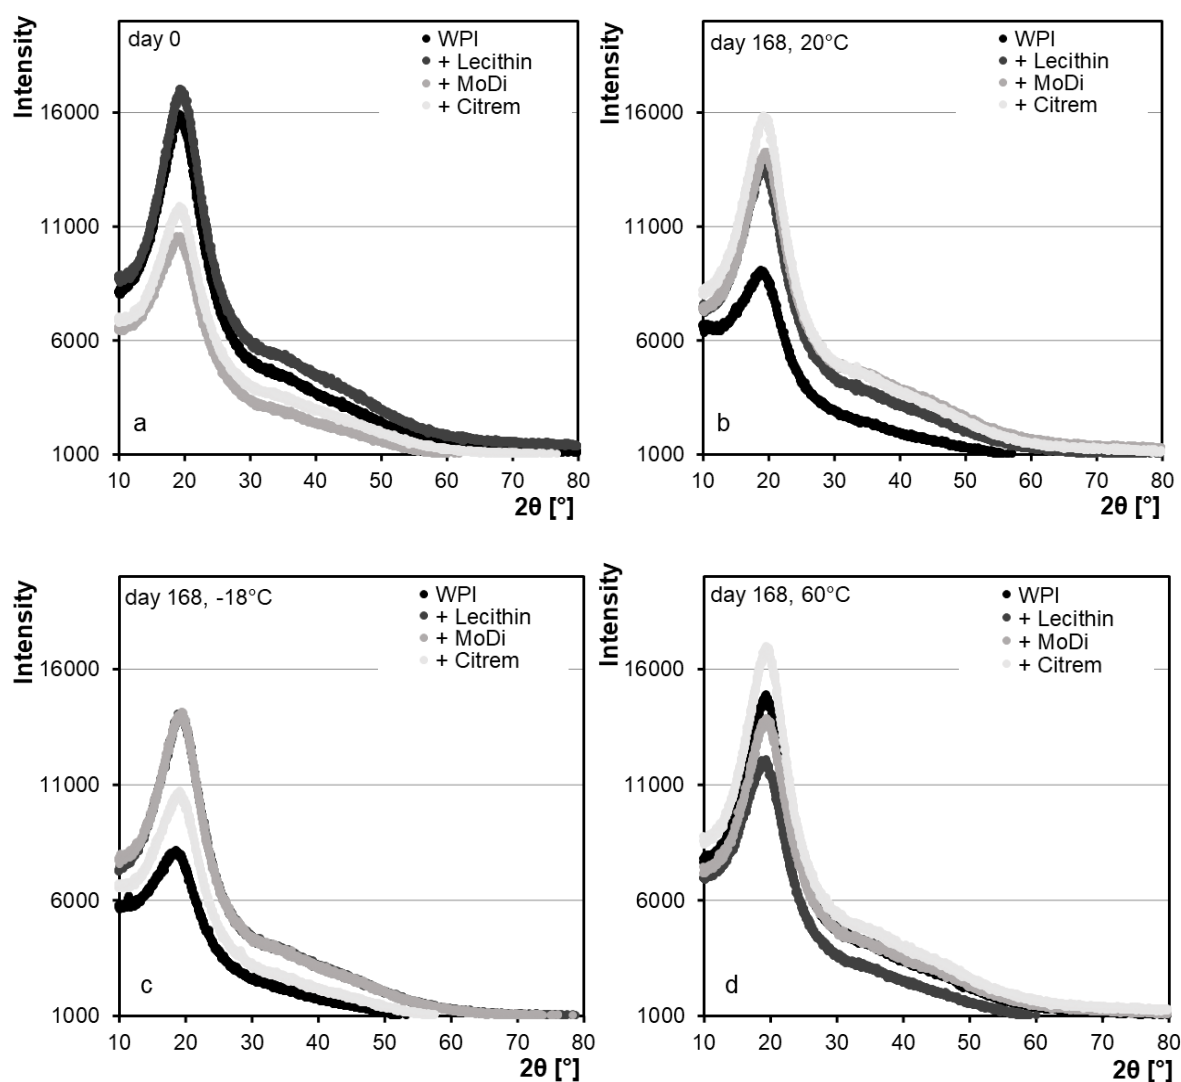 day 0
Intensity
WPI
+ Lecithin
+ MoDi
+ Citrem
16000
11000
6000
1000
a
10 20 30 40 50 60 70 80
2θ [°]
day 168, 20°C
Intensity
WPI
+ Lecithin
+ MoDi
+ Citrem
16000
11000
6000
1000
b
10 20 30 40 50 60 70 80
2θ [°]
day 168, -18°C
Intensity
WPI
+ Lecithin
+ MoDi
+ Citrem
16000
11000
6000
1000
c
10 20 30 40 50 60 70 80
2θ [°]
day 168, 60°C
Intensity
WPI
+ Lecithin
+ MoDi
+ Citrem
16000
11000
6000
1000
d
10 20 30 40 50 60 70 80
2θ [°]